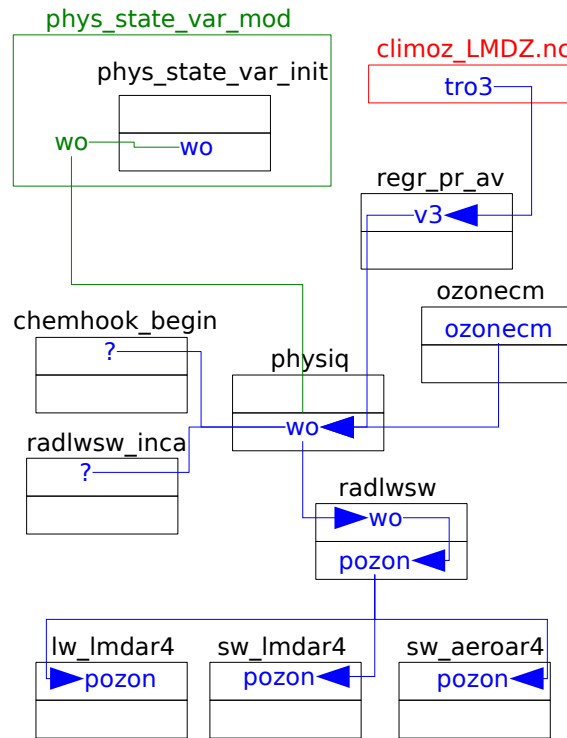 phys_state_var_mod
climoz_LMDZ.nc
phys_state_var_init
tro3
wo
wo
regr_pr_av
v3
ozonecm
chemhook_begin
ozonecm
?
physiq
wo
radlwsw_inca
?
radlwsw
wo
pozon
lw_lmdar4
sw_lmdar4
sw_aeroar4
pozon
pozon
pozon